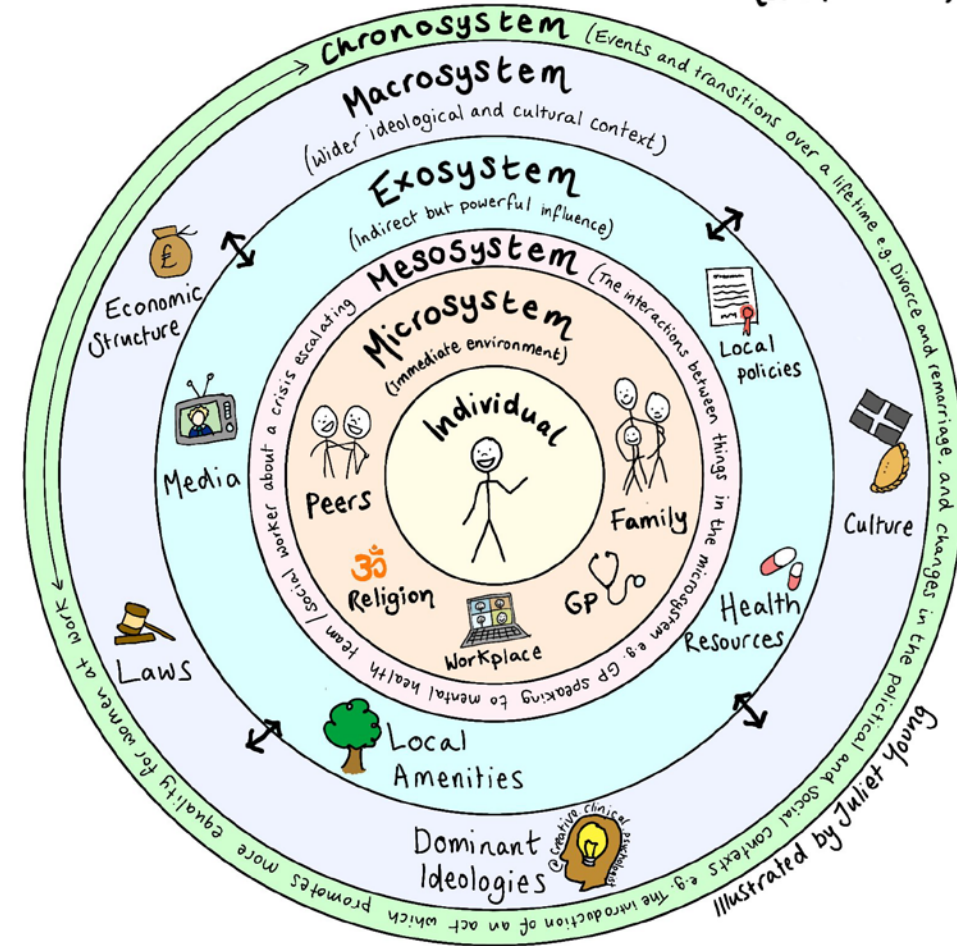 Chronosystem (Events and transitions over a lifetime e.g. Divorce and remarriage, and changes in the polictical and social contexts e.g. The introduction of an act which promotes more equality for women at work
Macrosystem
(Wider ideological and cultural context)
Exosystem
(Indirect but powerful influence)
Mesosystem (The interactions between things in the microsystrem e.g. GP speaking to mental health team / social worker about a crisis escalating
Microsystem
(Immediate environment)
Individual
£
Economic
Structure
Local
policies
Media
Peers
Family
Culture
ॐ
Religion
GP
Workplace
Health
Resources
Laws
Local
Amenities
Dominant
Ideologies
@creative.clinical.psychologist
Illustrated by Juliet Young